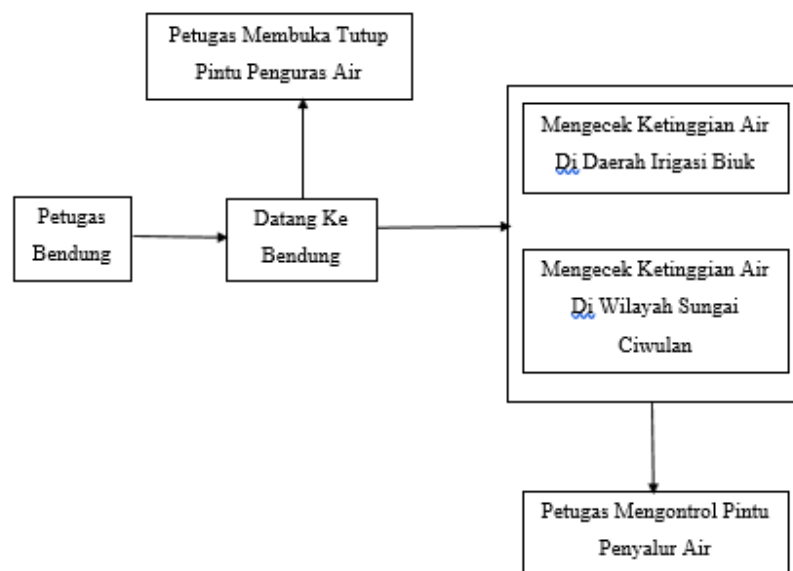 Petugas Membuka Tutup
Pintu Penguras Air
Mengecek Ketinggian Air
Di Daerah Irigasi Biuk
Petugas
Bendung
Datang Ke
Bendung
Mengecek Ketinggian Air
Di Wilayah Sungai
Ciwulan
Petugas Mengontrol Pintu
Penyalur Air